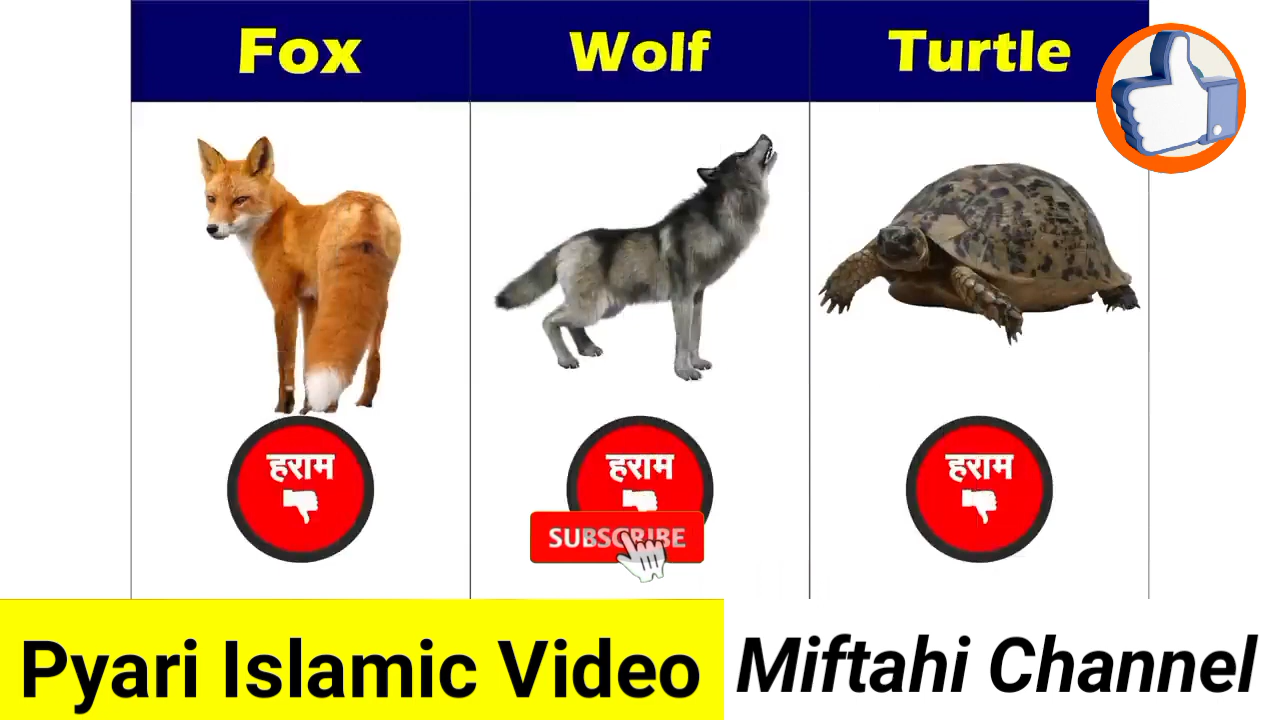 Fox
Wolf
Turtle
हराम
हराम
हराम
SUBSCRIBE
Pyari Islamic Video
Miftahi Channel